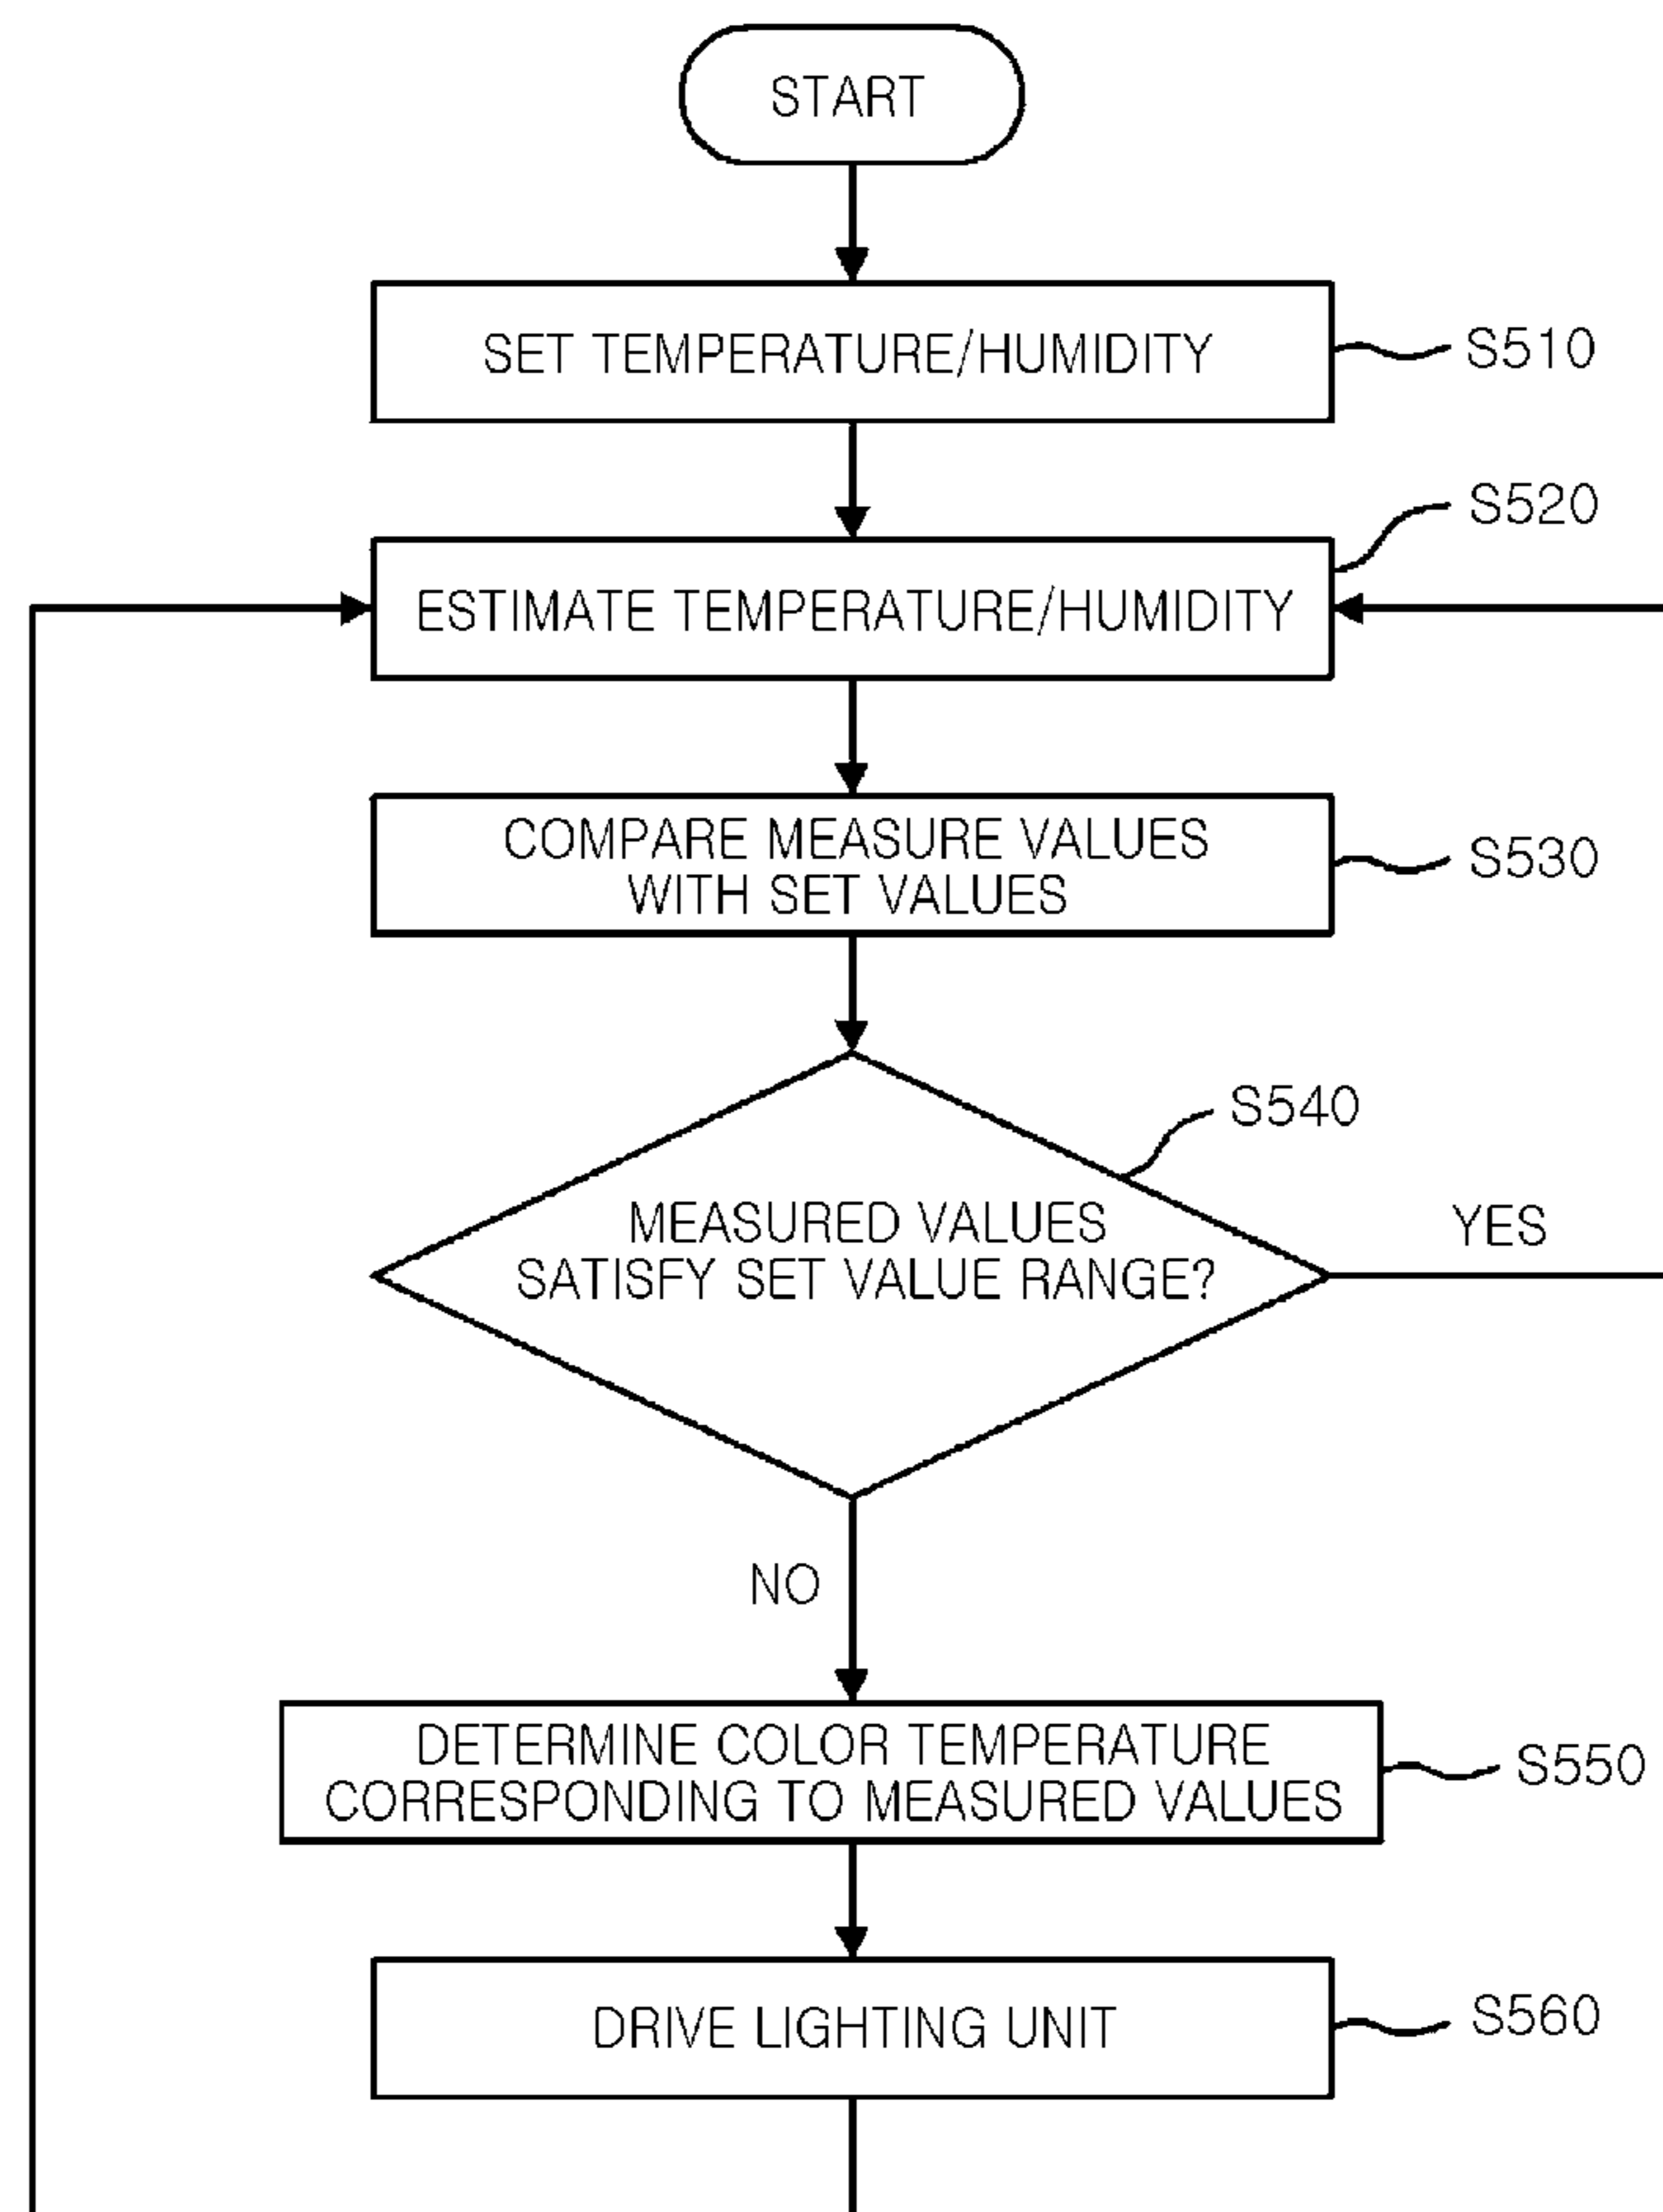 START
SET TEMPERATURE/HUMIDITY
S510
S520
ESTIMATE TEMPERATURE/HUMIDITY
COMPARE MEASURE VALUES
WITH SET VALUES
S530
S540
MEASURED VALUES
SATISFY SET VALUE RANGE?
YES
NO
DETERMINE COLOR TEMPERATURE
CORRESPONDING TO MEASURED VALUES
S550
DRIVE LIGHTING UNIT
S560